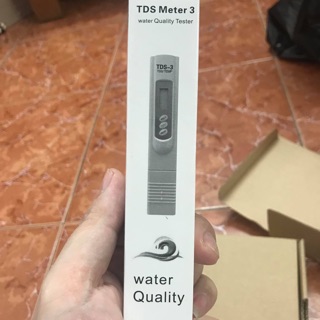 TDS Meter 3
water Quality Tester
TDS-3
water
Quality